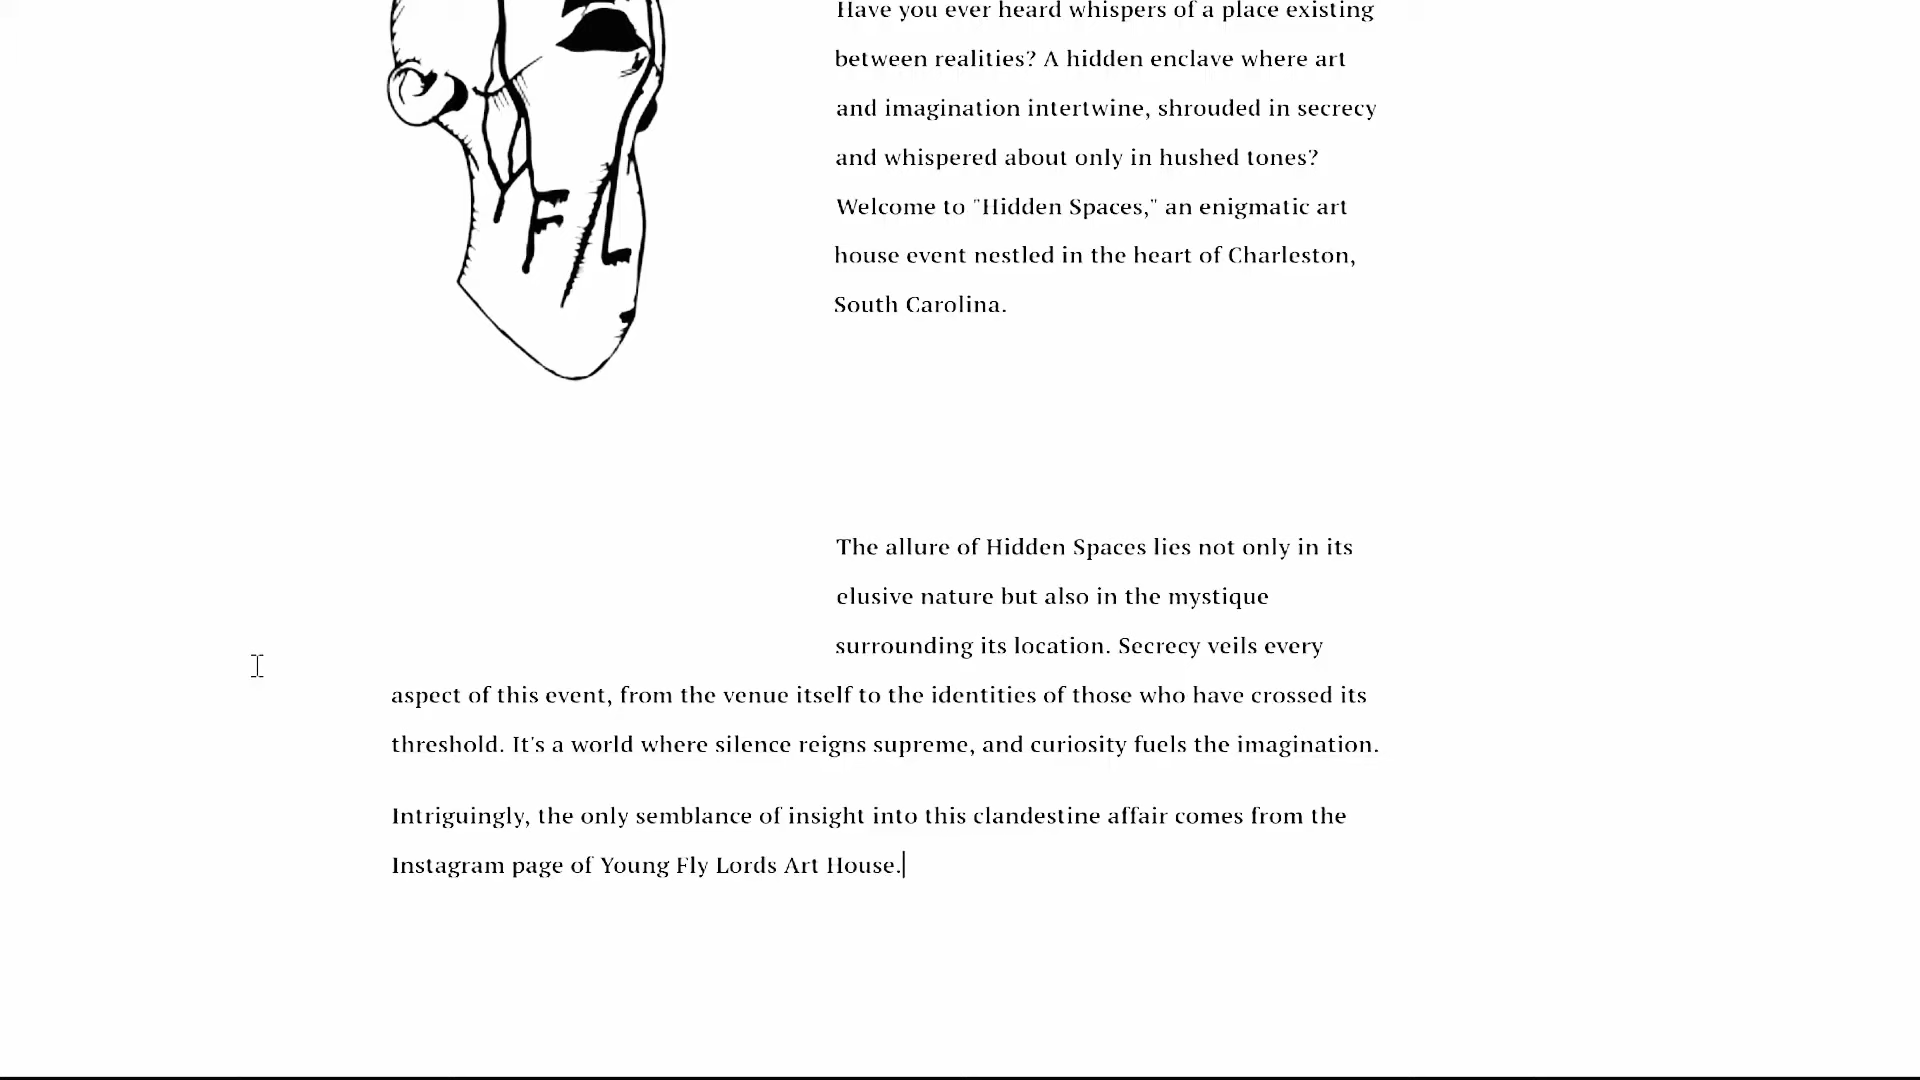 Have you ever heard whispers of a place existing
between realities? A hidden enclave where art
and imagination intertwine, shrouded in secrecy
and whispered about only in hushed tones?
Welcome to "Hidden Spaces," an enigmatic art
house event nestled in the heart of Charleston,
South Carolina.
YFL
The allure of Hidden Spaces lies not only in its
elusive nature but also in the mystique
surrounding its location. Secrecy veils every
aspect of this event, from the venue itself to the identities of those who have crossed its
threshold. It's a world where silence reigns supreme, and curiosity fuels the imagination.
Intriguingly, the only semblance of insight into this clandestine affair comes from the
Instagram page of Young Fly Lords Art House.